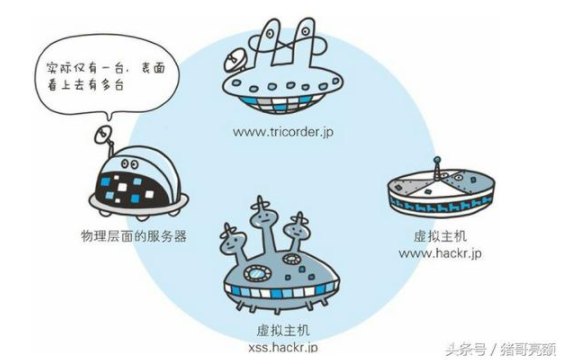 实际仅有一台，表面
看上去有多台
www.tricorder.jp
物理层面的服务器
虚拟主机
www.hackr.jp
虚拟主机
xss.hackr.jp
头条号 / 猪哥亮颐